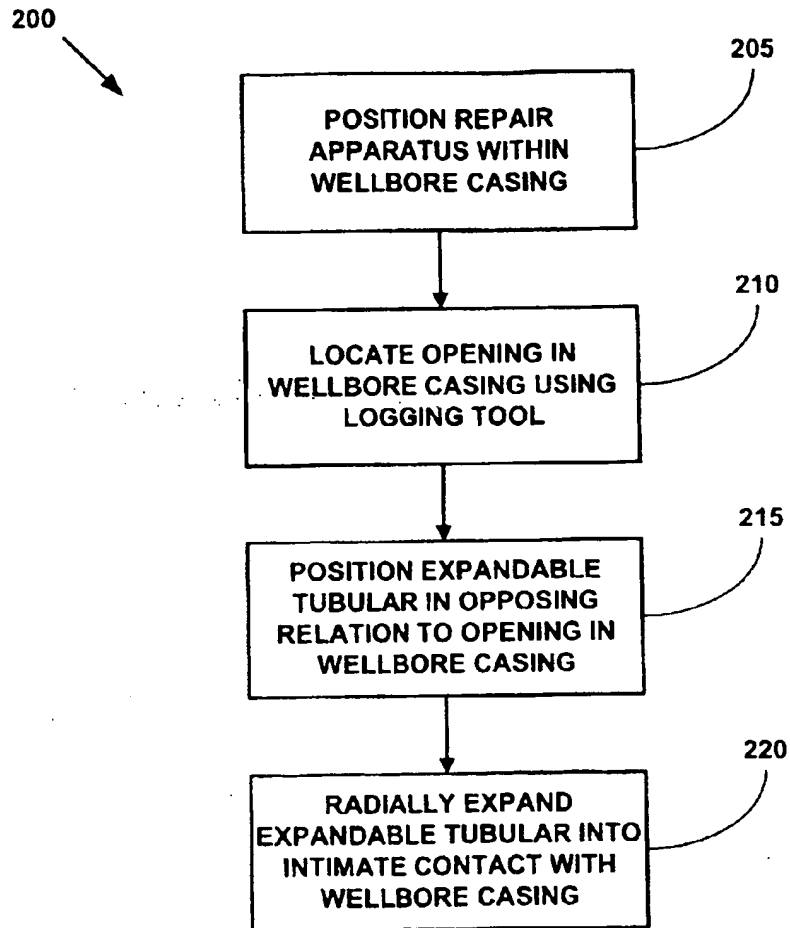 200
205
POSITION REPAIR
APPARATUS WITHIN
WELLBORE CASING
210
LOCATE OPENING IN
WELLBORE CASING USING
LOGGING TOOL
215
POSITION EXPANDABLE
TUBULAR IN OPPOSING
RELATION TO OPENING IN
WELLBORE CASING
220
RADIALLY EXPAND
EXPANDABLE TUBULAR INTO
INTIMATE CONTACT WITH
WELLBORE CASING